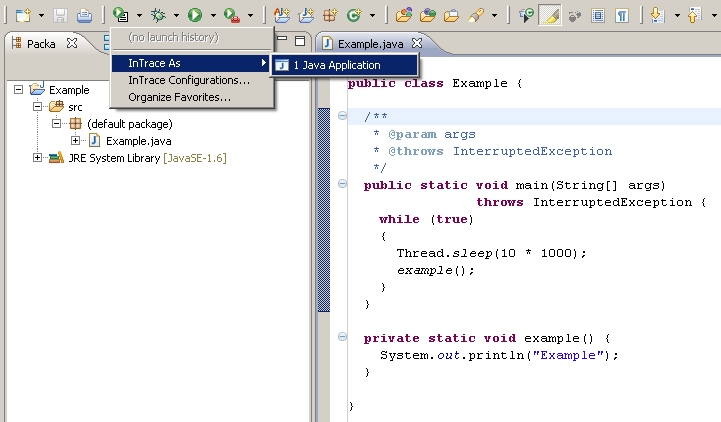 Packa
(no launch history)
InTrace As
InTrace Configurations...
Organize Favorites...
1 Java Application
Example
src
(default package)
Example.java
JRE System Library [JavaSE-1.6]
Example.java
public class Example {
/**
* @param args
* @throws InterruptedException
*/
public static void main(String[] args)
throws InterruptedException {
while (true)
{
Thread.sleep(10 * 1000);
example();
}
}
private static void example() {
System.out.println("Example");
}
}